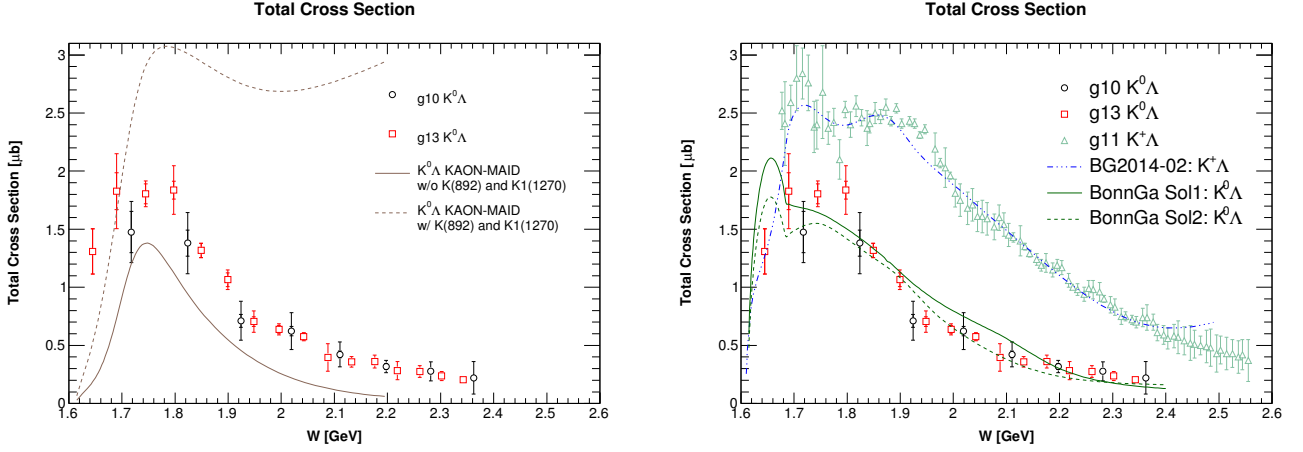 Total Cross Section
Total Cross Section [μb]
3
2.5
2
1.5
1
0.5
0
1.6 1.7 1.8 1.9 2 2.1 2.2 2.3 2.4 2.5 2.6
W [GeV]
g10 K⁰Λ
g13 K⁰Λ
K⁰Λ KAON-MAID
w/o K(892) and K1(1270)
K⁰Λ KAON-MAID
w/ K(892) and K1(1270)
Total Cross Section
Total Cross Section [μb]
3
2.5
2
1.5
1
0.5
0
1.6 1.7 1.8 1.9 2 2.1 2.2 2.3 2.4 2.5 2.6
W [GeV]
g10 K⁰Λ
g13 K⁰Λ
g11 K⁺Λ
BG2014-02: K⁺Λ
BonnGa Sol1: K⁰Λ
BonnGa Sol2: K⁰Λ